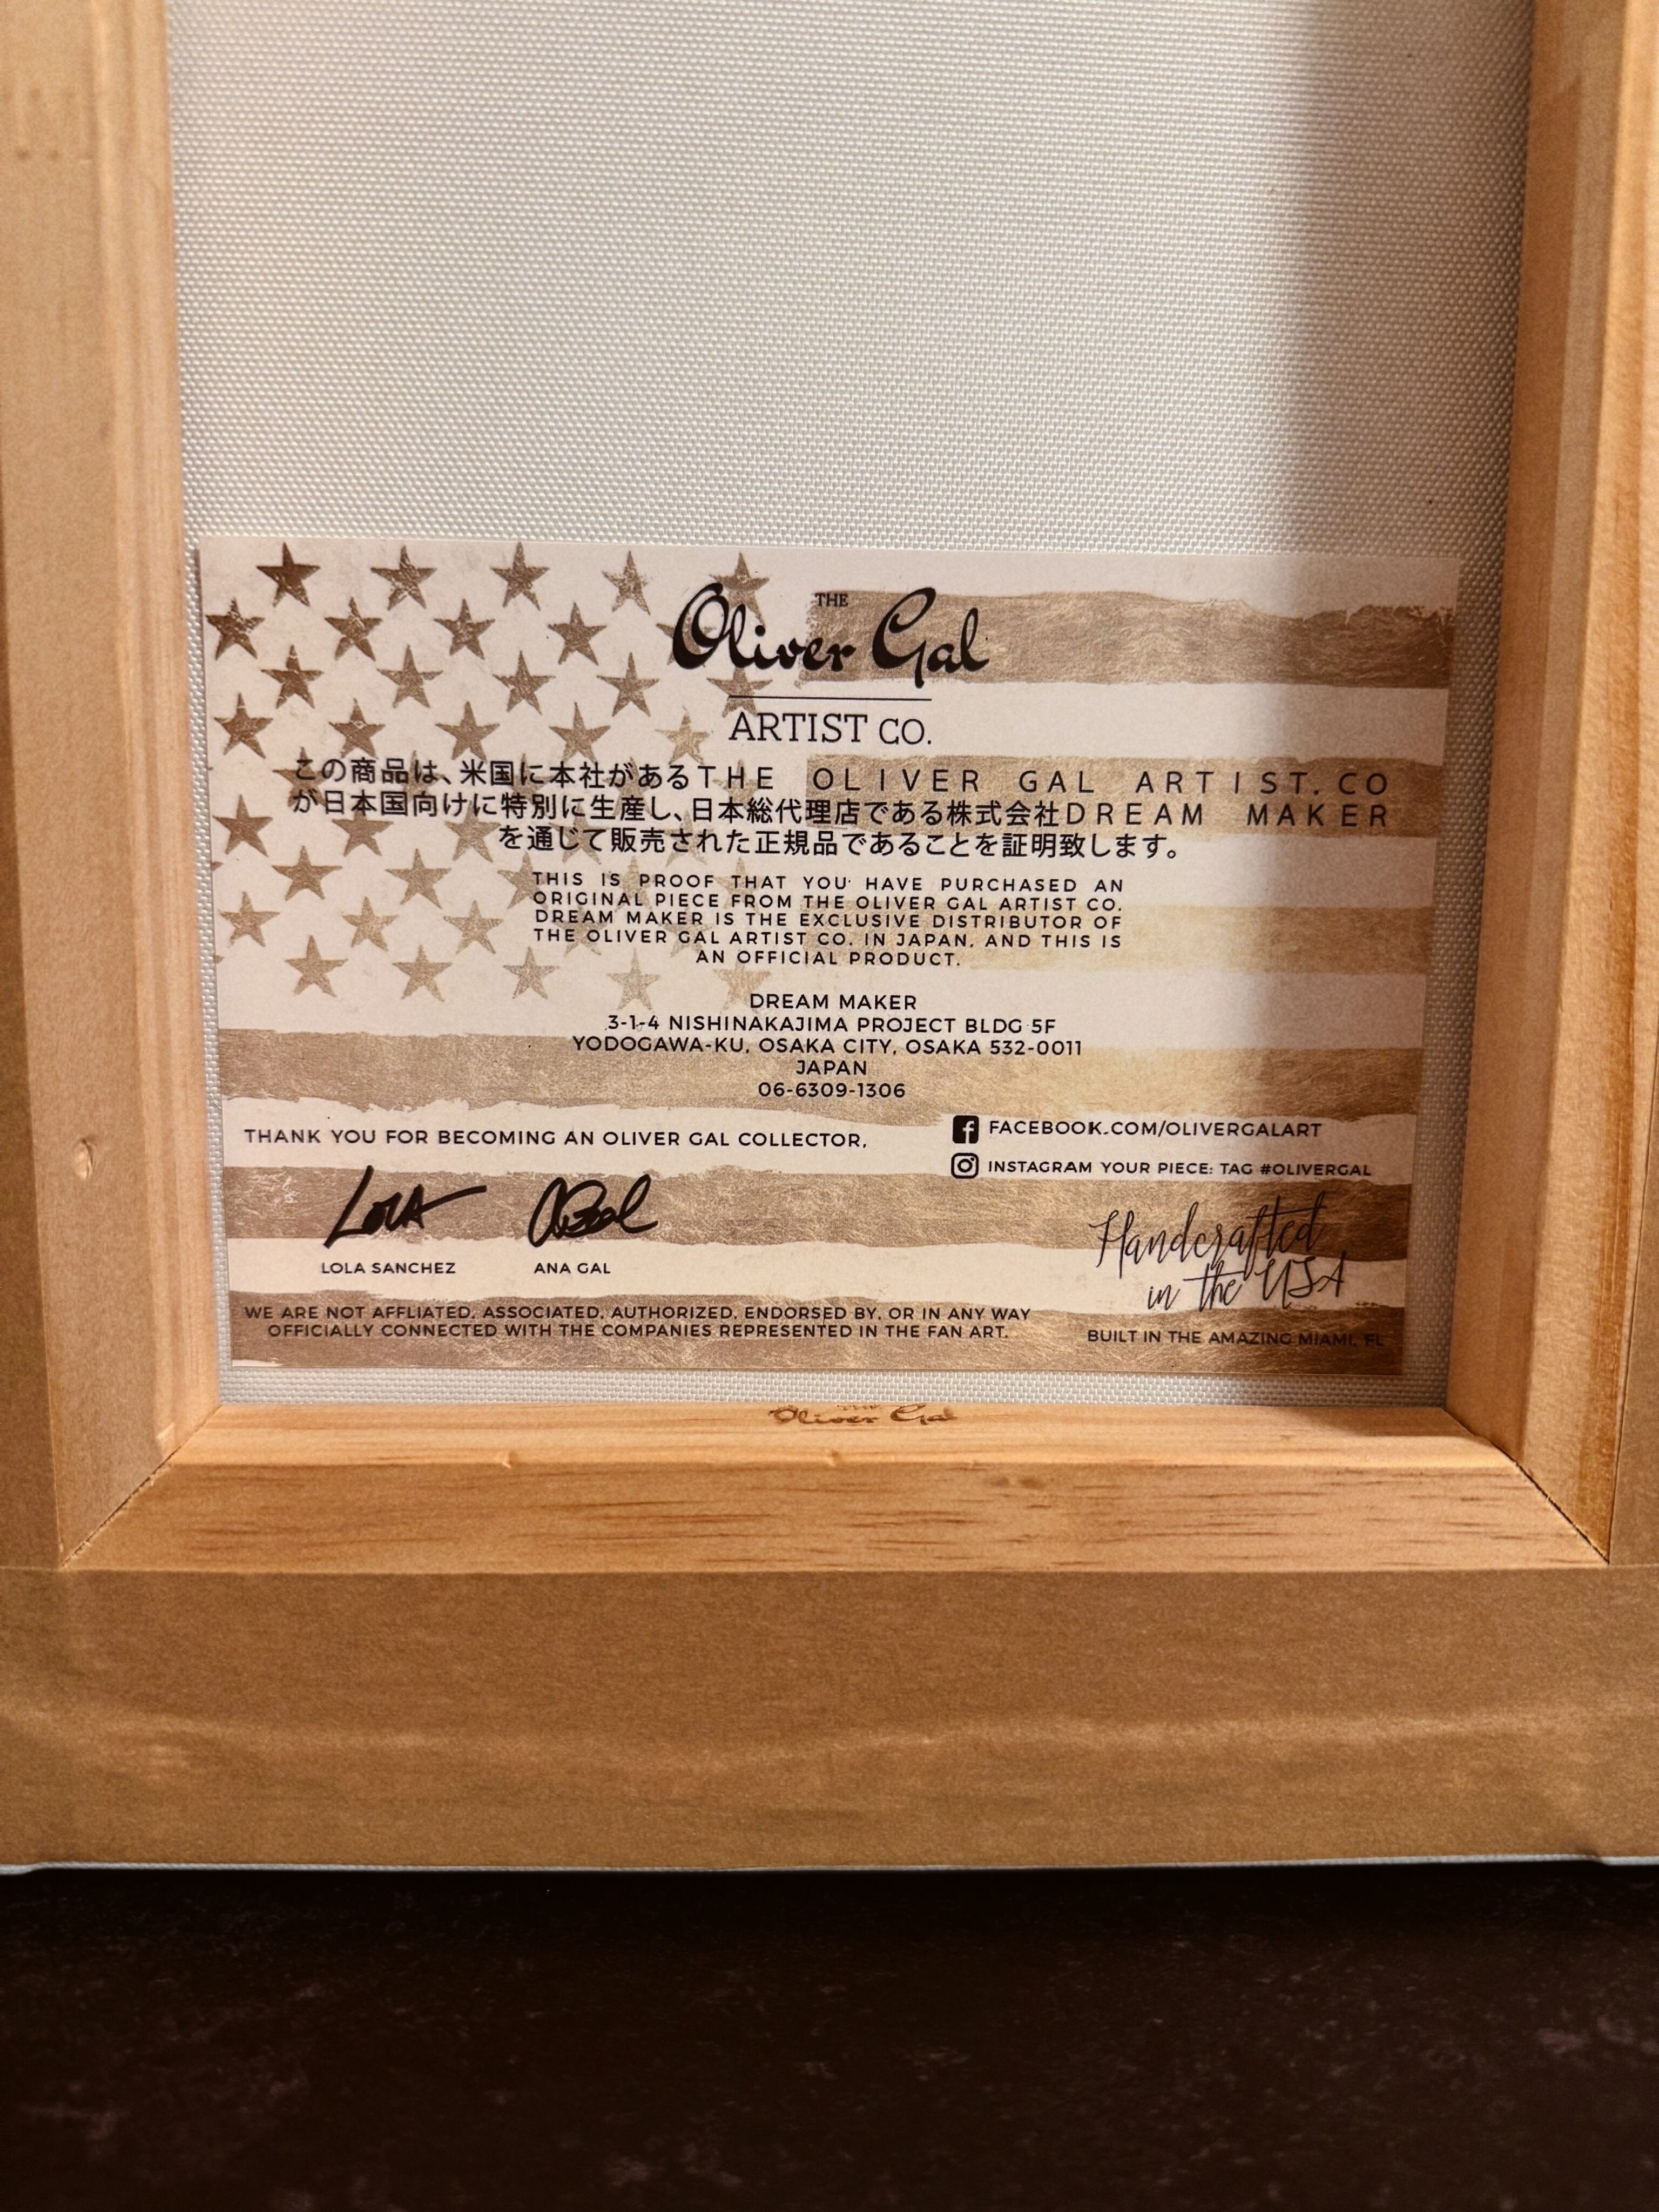 THE
Oliver Gal
ARTIST CO.
この商品は、米国に本社があるTHE OLIVER GAL ARTIST.CO
が日本国向けに特別に生産し、日本総代理店である株式会社DREAM MAKER
を通じて販売された正規品であることを証明致します。
THIS IS PROOF THAT YOU HAVE PURCHASED AN
ORIGINAL PIECE FROM THE OLIVER GAL ARTIST CO.
DREAM MAKER IS THE EXCLUSIVE DISTRIBUTOR OF
THE OLIVER GAL ARTIST CO. IN JAPAN, AND THIS IS
AN OFFICIAL PRODUCT.
DREAM MAKER
3-1-4 NISHINAKAJIMA PROJECT BLDG 5F
YODOGAWA-KU, OSAKA CITY, OSAKA 532-0011
JAPAN
06-6309-1306
THANK YOU FOR BECOMING AN OLIVER GAL COLLECTOR,
FACEBOOK.COM/OLIVERGALART
INSTAGRAM YOUR PIECE: TAG #OLIVERGAL
LOLA
LOLA SANCHEZ
ANA GAL
Handcrafted
in the USA
BUILT IN THE AMAZING MIAMI, FL
WE ARE NOT AFFLIATED, ASSOCIATED, AUTHORIZED, ENDORSED BY, OR IN ANY WAY
OFFICIALLY CONNECTED WITH THE COMPANIES REPRESENTED IN THE FAN ART.
Oliver Gal